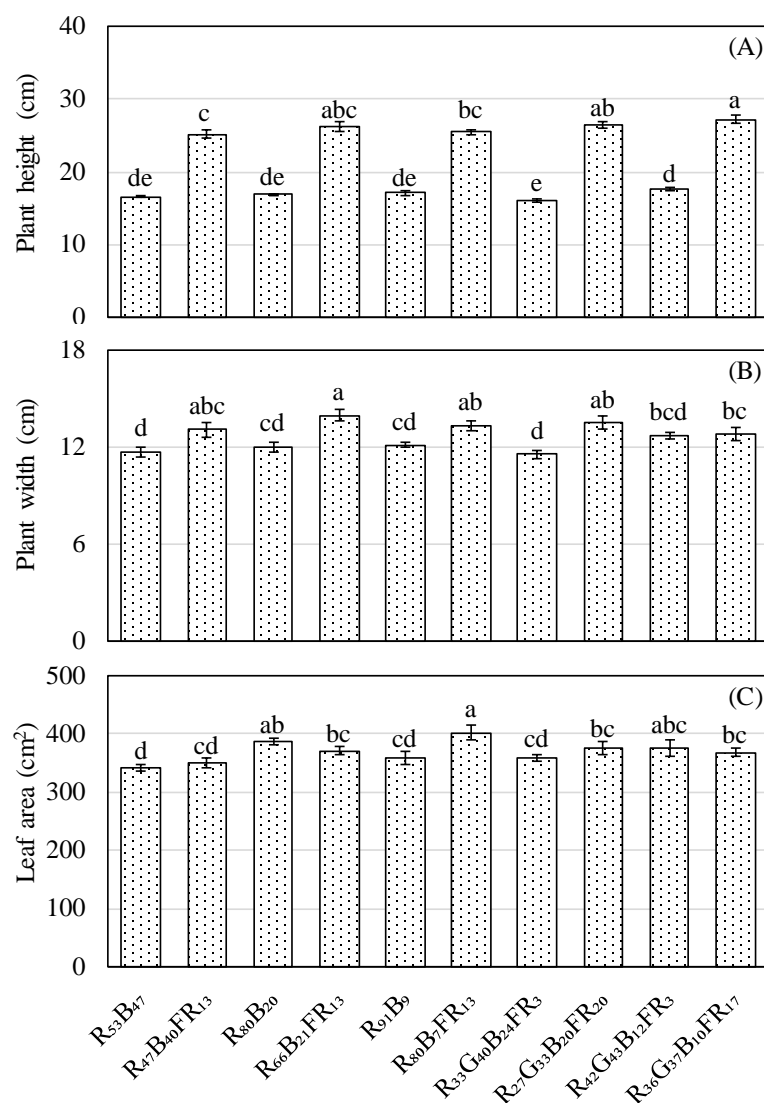 (A)
Plant height (cm)
40
30
20
10
0
de
c
de
abc
de
bc
e
ab
d
a
(B)
Plant width (cm)
18
12
6
0
d
abc
cd
a
cd
ab
d
ab
bcd
bc
(C)
Leaf area (cm²)
500
400
300
200
100
0
d
cd
ab
bc
cd
a
cd
bc
abc
bc
R₅₃B₄₇
R₄₇B₄₀FR₁₃
R₈₀B₂₀
R₆₆B₂₁FR₁₃
R₉₁B₉
R₈₀B₇FR₁₃
R₃₃G₄₀B₂₄FR₃
R₂₇G₃₃B₂₀FR₂₀
R₄₂G₄₃B₁₂FR₃
R₃₆G₃₇B₁₀FR₁₇